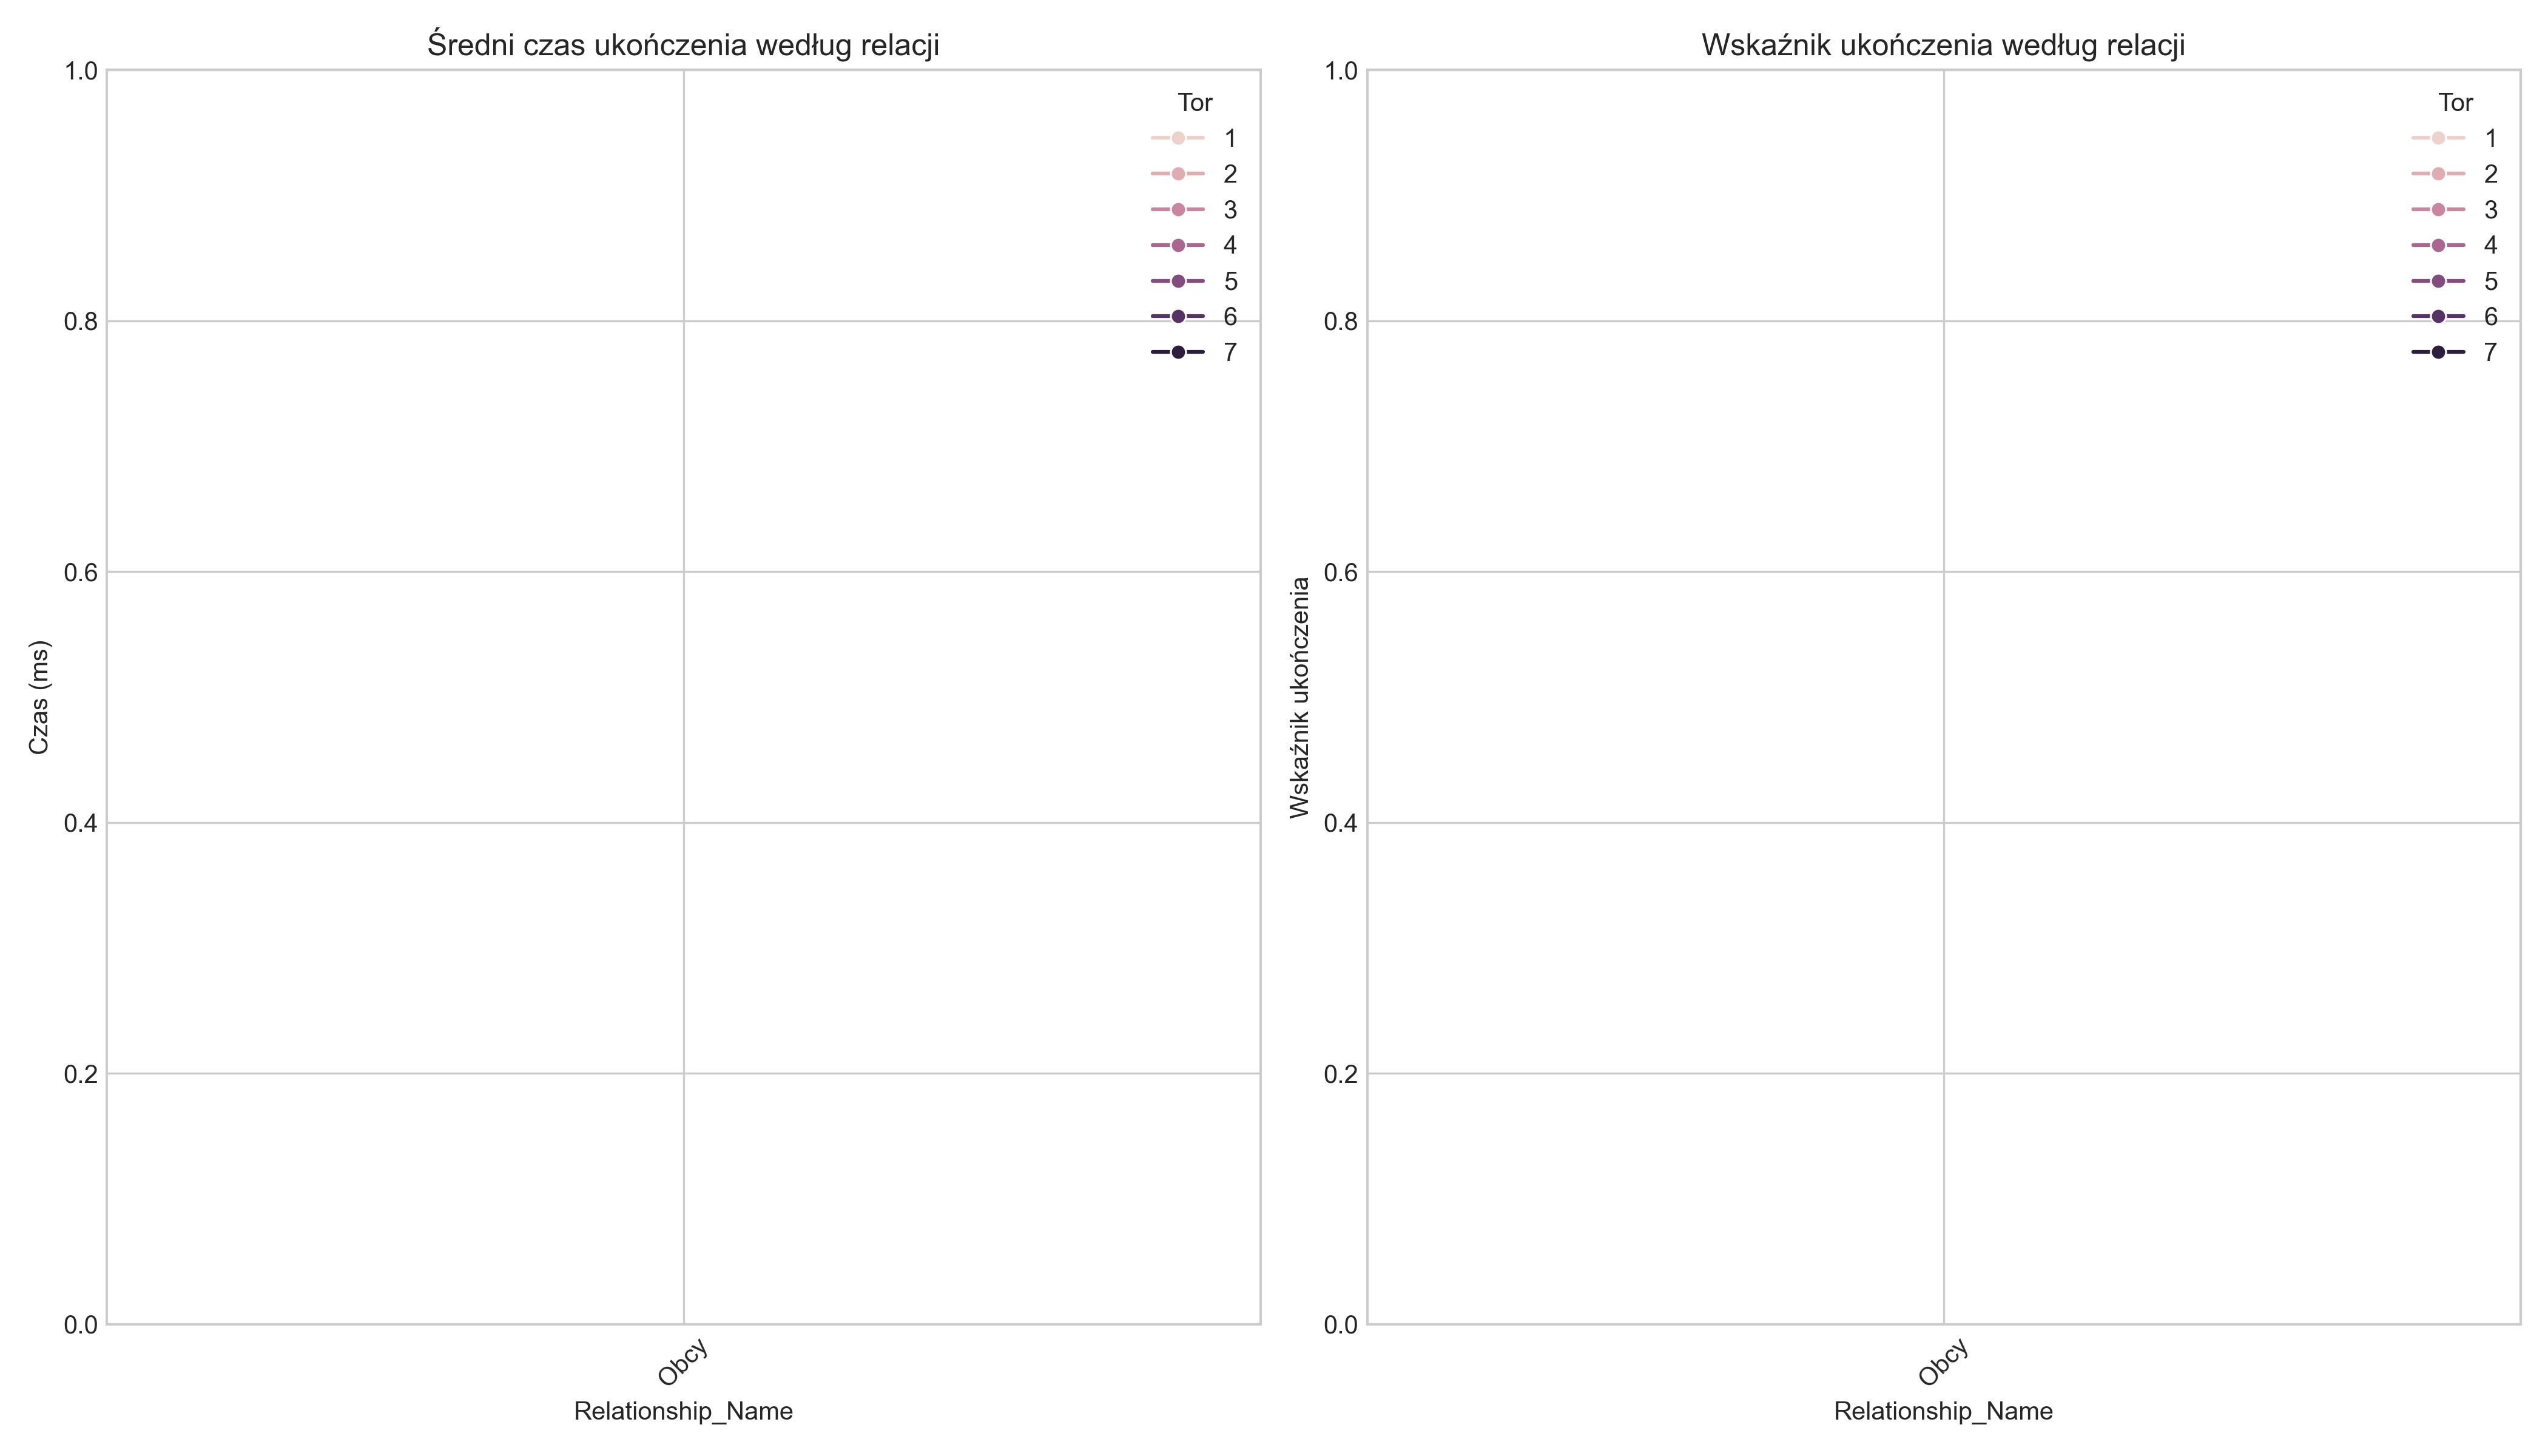 Średni czas ukończenia według relacji
1.0
0.8
0.6
0.4
0.2
0.0
Czas (ms)
Tor
1
2
3
4
5
6
7
Obcy
Relationship_Name
Wskaźnik ukończenia według relacji
1.0
0.8
0.6
0.4
0.2
0.0
Wskaźnik ukończenia
Tor
1
2
3
4
5
6
7
Obcy
Relationship_Name